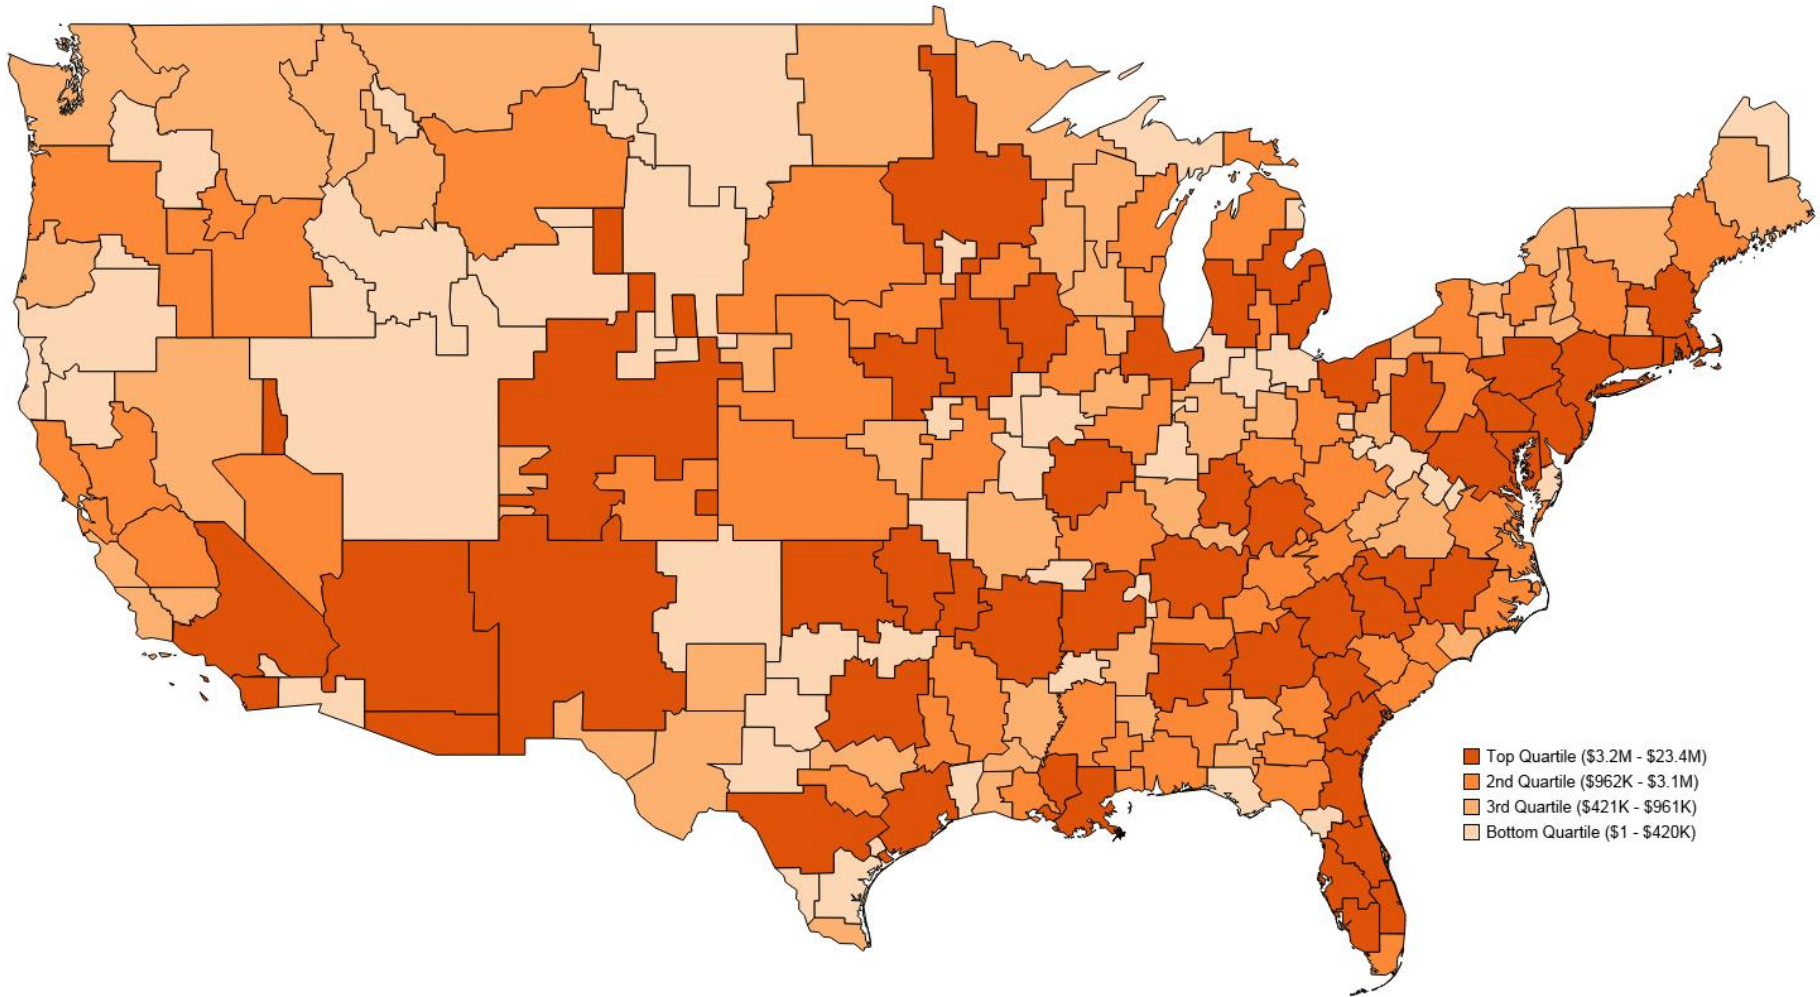 Top Quartile ($3.2M - $23.4M)
2nd Quartile ($962K - $3.1M)
3rd Quartile ($421K - $961K)
Bottom Quartile ($1 - $420K)